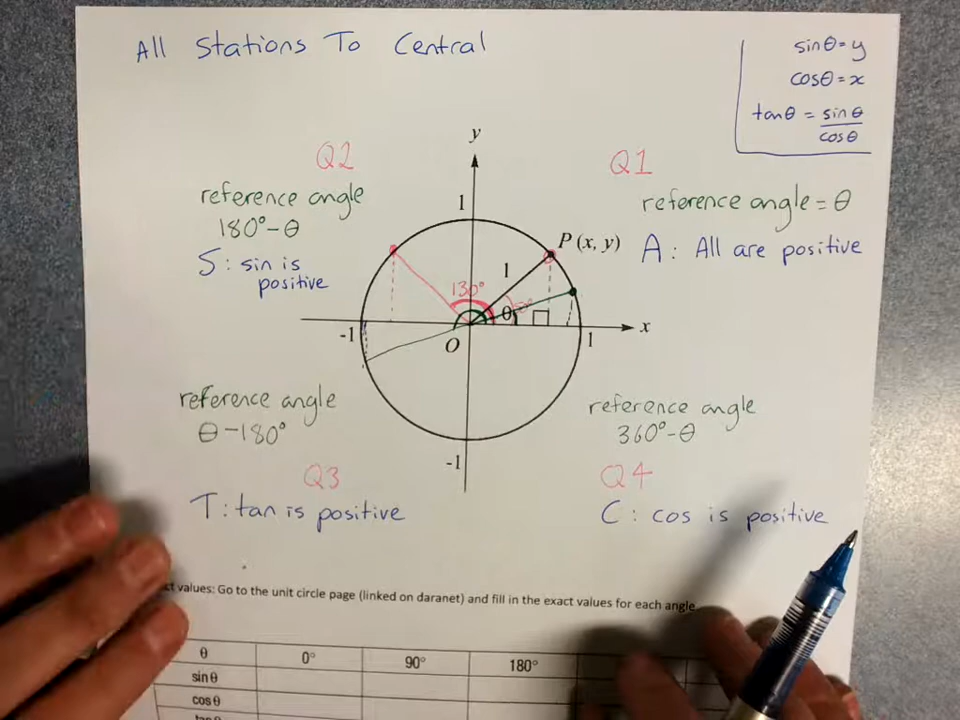 All Stations To Central
sinθ = y
cosθ = x
tanθ = sinθ
cosθ
y
Q2
Q1
reference angle
180° - θ
reference angle = θ
1
S: sin is
positive
P (x, y)
A: All are positive
1
130°
θ
-1
O
1
x
reference angle
θ - 180°
reference angle
360° - θ
-1
Q3
Q4
T: tan is positive
C: cos is positive
values: Go to the unit circle page (linked on daranet) and fill in the exact values for each angle
θ 0° 90° 180°
sin θ
cos θ